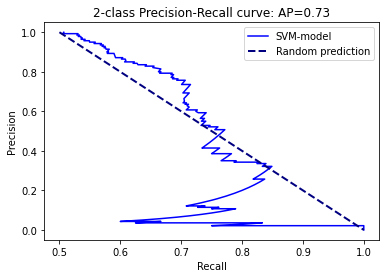 2-class Precision-Recall curve: AP=0.73
SVM-model
Random prediction
Precision
1.0
0.8
0.6
0.4
0.2
0.0
0.5
0.6
0.7
0.8
0.9
1.0
Recall